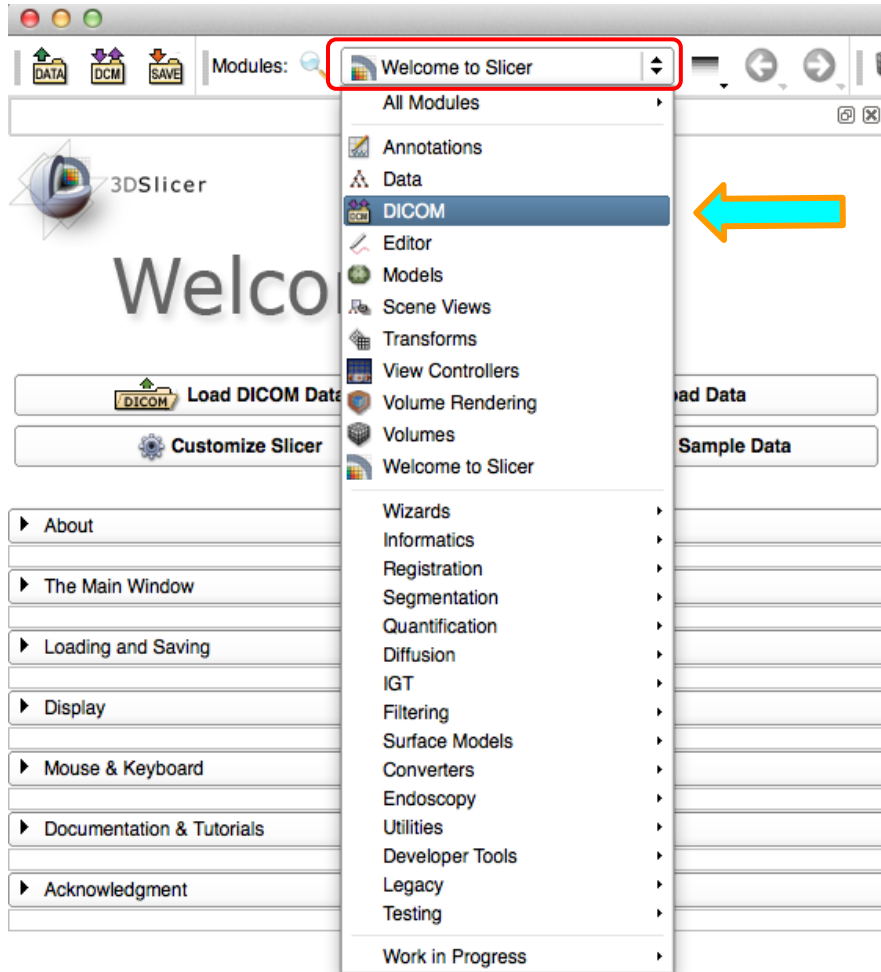 DATA DCM SAVE Modules: Welcome to Slicer
All Modules
3DSlicer
Annotations
Data
DCM DICOM
Editor
Models
Scene Views
Transforms
View Controllers
Volume Rendering
Volumes
Welcome to Slicer
Welco
DICOM Load DICOM Data
ad Data
Customize Slicer
Sample Data
Wizards
Informatics
Registration
Segmentation
Quantification
Diffusion
IGT
Filtering
Surface Models
Converters
Endoscopy
Utilities
Developer Tools
Legacy
Testing
Work in Progress
About
The Main Window
Loading and Saving
Display
Mouse & Keyboard
Documentation & Tutorials
Acknowledgment